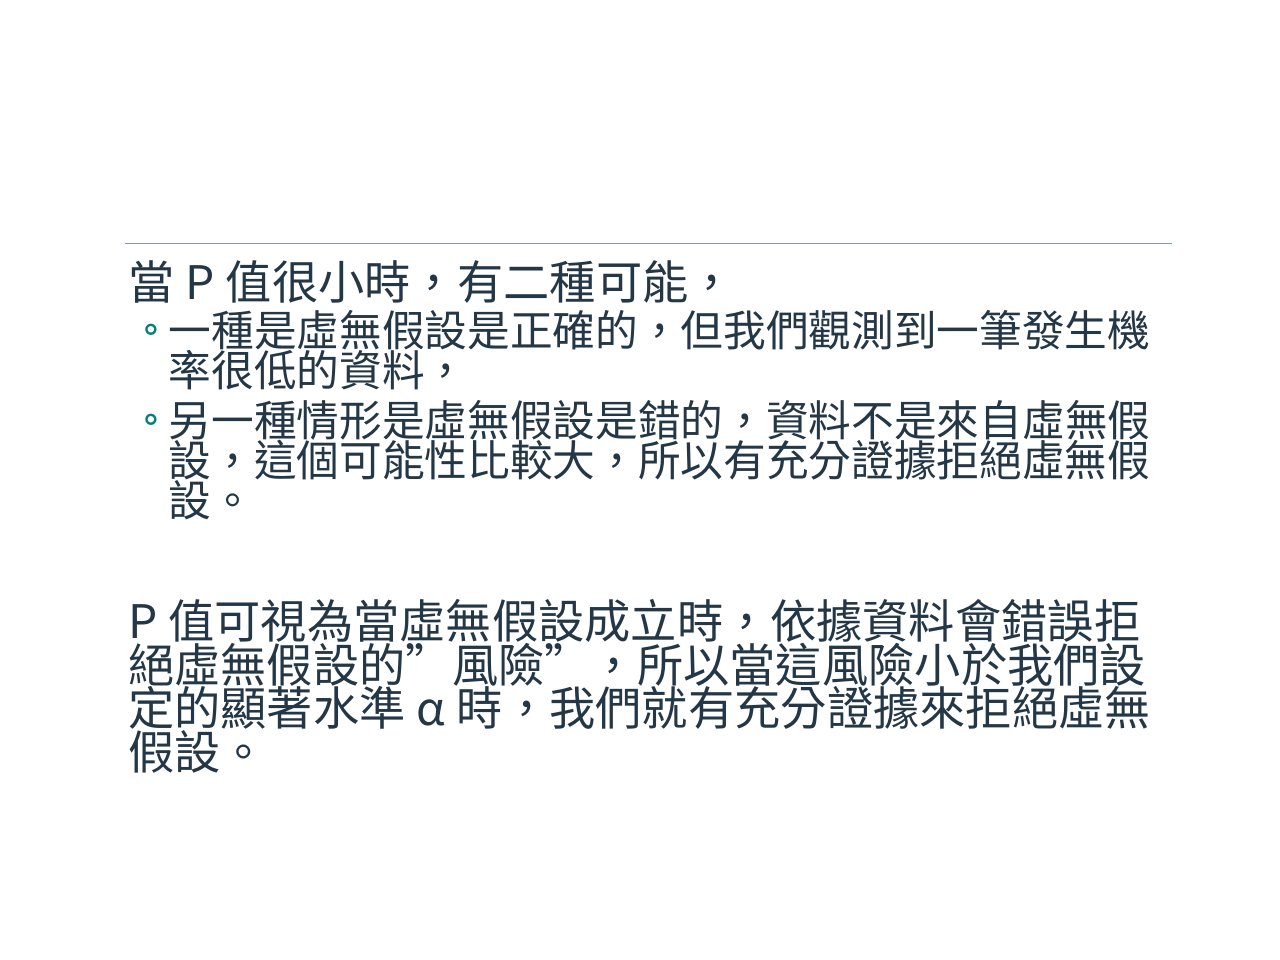 當 P 值很小時，有二種可能，
◦ 一種是虛無假設是正確的，但我們觀測到一筆發生機
率很低的資料，
◦ 另一種情形是虛無假設是錯的，資料不是來自虛無假
設，這個可能性比較大，所以有充分證據拒絕虛無假
設。
P 值可視為當虛無假設成立時，依據資料會錯誤拒
絕虛無假設的”風險”，所以當這風險小於我們設
定的顯著水準 α 時，我們就有充分證據來拒絕虛無
假設。